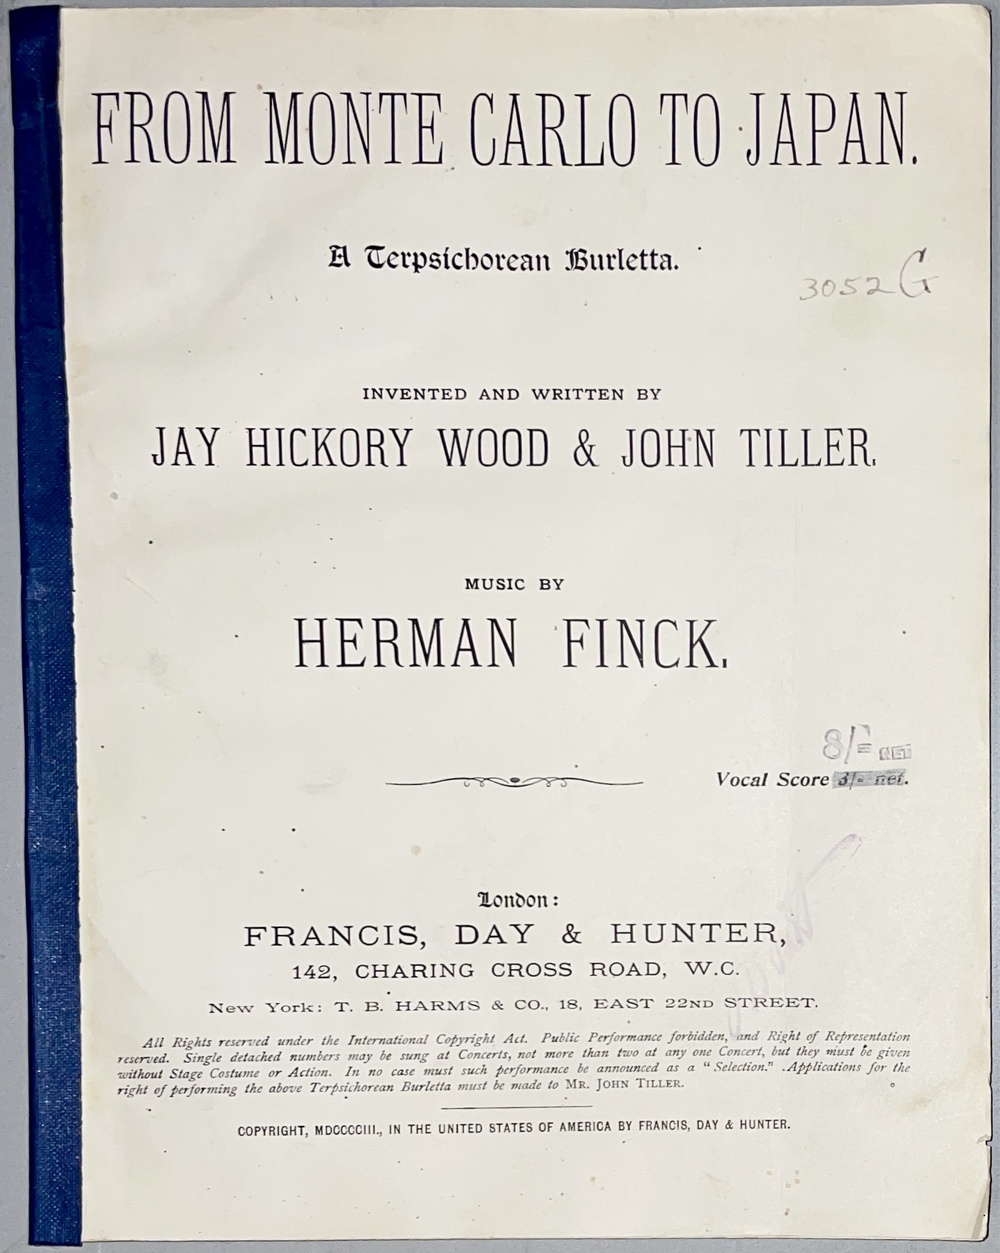 FROM MONTE CARLO TO JAPAN.
A Terpsichorean Burletta.
3052 G
INVENTED AND WRITTEN BY
JAY HICKORY WOOD & JOHN TILLER.
MUSIC BY
HERMAN FINCK.
8/= NET
Vocal Score 3/= net.
London:
FRANCIS, DAY & HUNTER,
142, CHARING CROSS ROAD, W.C.
New York: T. B. HARMS & CO., 18, EAST 22ND STREET.
All Rights reserved under the International Copyright Act. Public Performance forbidden, and Right of Representation
reserved. Single detached numbers may be sung at Concerts, not more than two at any one Concert, but they must be given
without Stage Costume or Action. In no case must such performance be announced as a "Selection." Applications for the
right of performing the above Terpsichorean Burletta must be made to MR. JOHN TILLER.
COPYRIGHT, MDCCCCIII., IN THE UNITED STATES OF AMERICA BY FRANCIS, DAY & HUNTER.